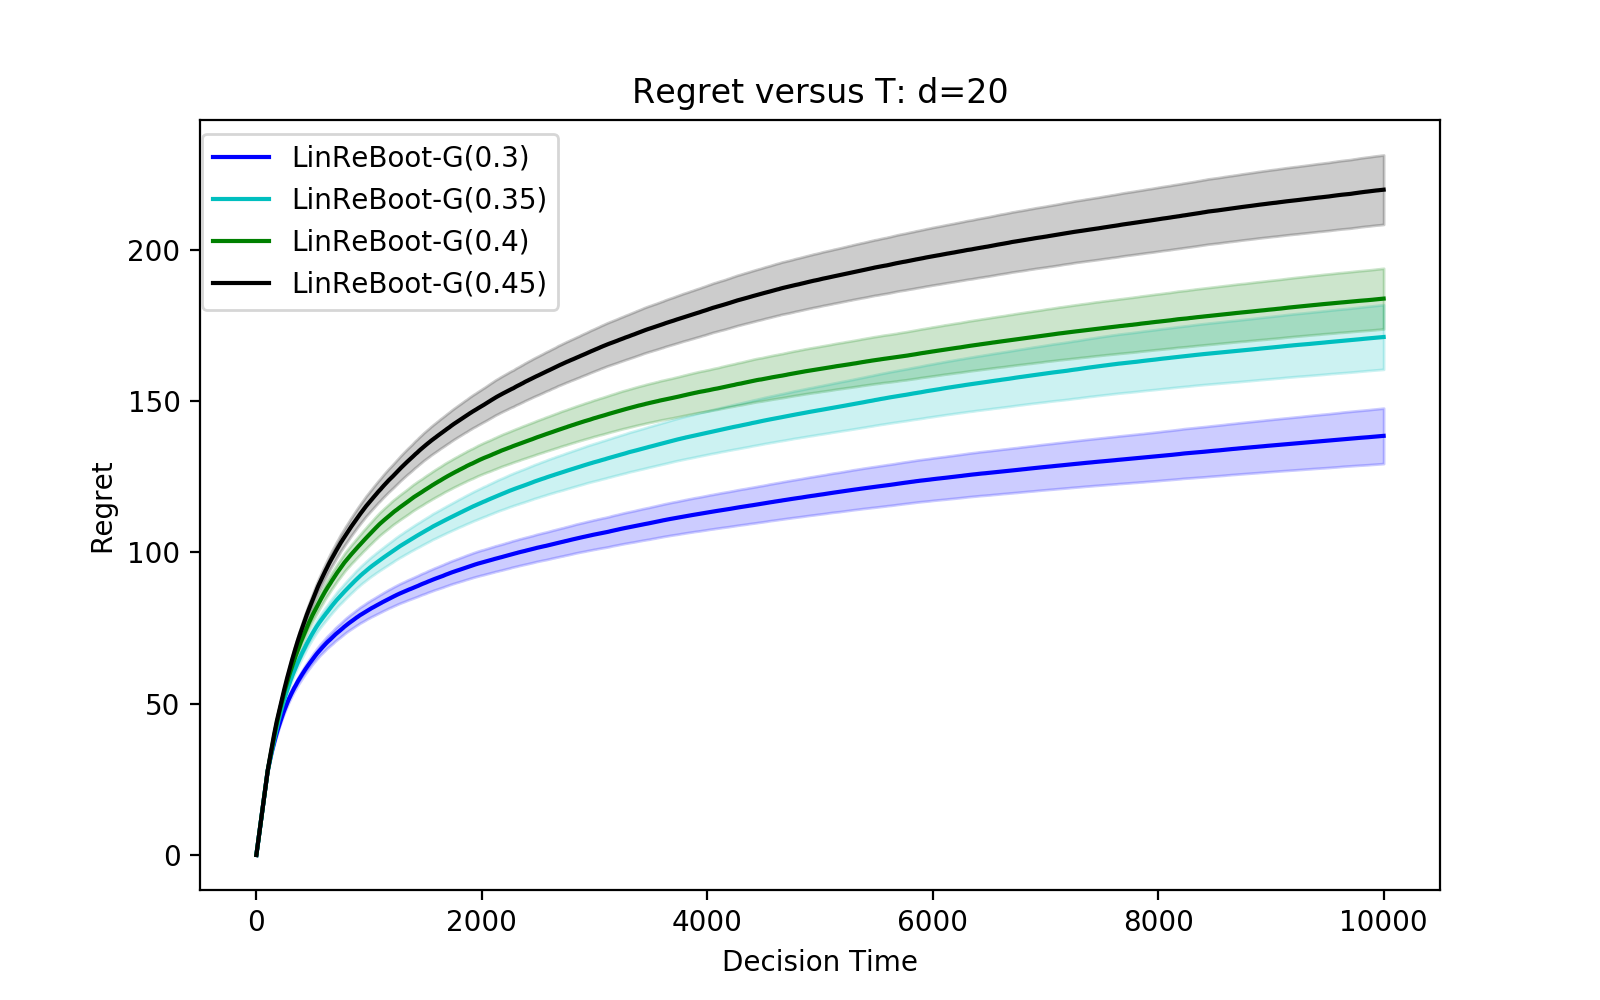 Regret versus T: d=20
LinReBoot-G(0.3)
LinReBoot-G(0.35)
LinReBoot-G(0.4)
LinReBoot-G(0.45)
Regret
200
150
100
50
0
0 2000 4000 6000 8000 10000
Decision Time